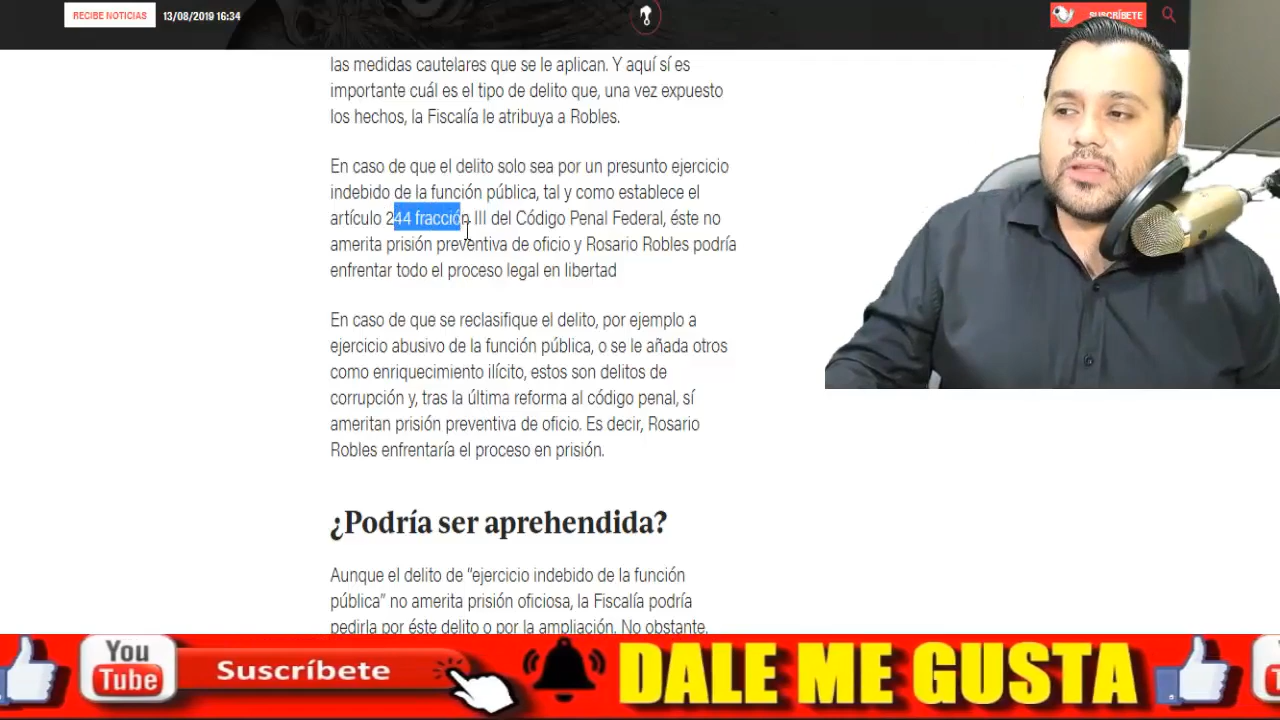 RECIBE NOTICIAS
13/08/2019 16:34
SUSCRÍBETE
las medidas cautelares que se le aplican. Y aquí sí es
importante cuál es el tipo de delito que, una vez expuesto
los hechos, la Fiscalía le atribuya a Robles.
En caso de que el delito solo sea por un presunto ejercicio
indebido de la función pública, tal y como establece el
artículo 244 fracción III del Código Penal Federal, éste no
amerita prisión preventiva de oficio y Rosario Robles podría
enfrentar todo el proceso legal en libertad
En caso de que se reclasifique el delito, por ejemplo a
ejercicio abusivo de la función pública, o se le añada otros
como enriquecimiento ilícito, estos son delitos de
corrupción y, tras la última reforma al código penal, sí
ameritan prisión preventiva de oficio. Es decir, Rosario
Robles enfrentaría el proceso en prisión.
¿Podría ser aprehendida?
Aunque el delito de “ejercicio indebido de la función
pública” no amerita prisión oficiosa, la Fiscalía podría
pedirla por éste delito o por la ampliación. No obstante,
You
Tube
Suscríbete
DALE ME GUSTA